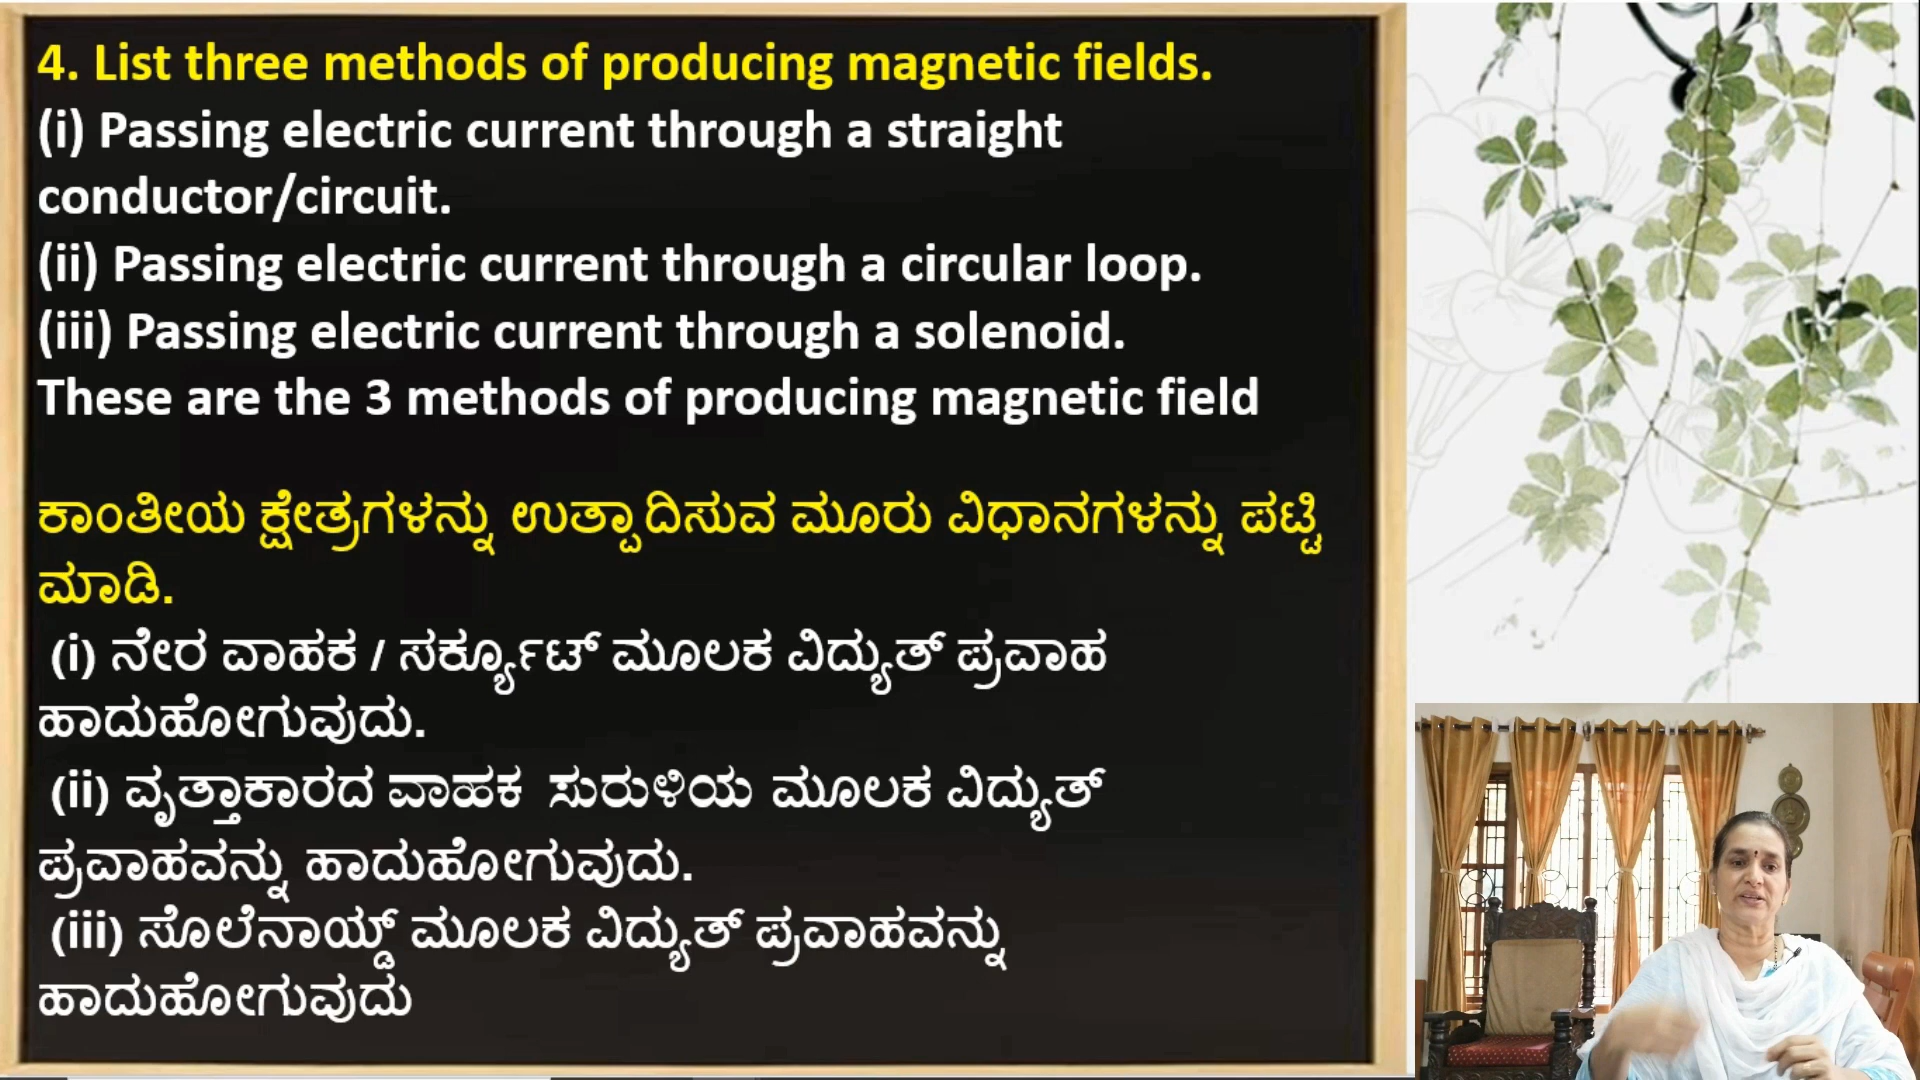 4. List three methods of producing magnetic fields.
(i) Passing electric current through a straight
conductor/circuit.
(ii) Passing electric current through a circular loop.
(iii) Passing electric current through a solenoid.
These are the 3 methods of producing magnetic field
ಕಾಂತೀಯ ಕ್ಷೇತ್ರಗಳನ್ನು ಉತ್ಪಾದಿಸುವ ಮೂರು ವಿಧಾನಗಳನ್ನು ಪಟ್ಟಿ
ಮಾಡಿ.
(i) ನೇರ ವಾಹಕ / ಸರ್ಕ್ಯೂಟ್ ಮೂಲಕ ವಿದ್ಯುತ್ ಪ್ರವಾಹ
ಹಾದುಹೋಗುವುದು.
(ii) ವೃತ್ತಾಕಾರದ ವಾಹಕ ಸುರುಳಿಯ ಮೂಲಕ ವಿದ್ಯುತ್
ಪ್ರವಾಹವನ್ನು ಹಾದುಹೋಗುವುದು.
(iii) ಸೊಲೆನಾಯ್ಡ್ ಮೂಲಕ ವಿದ್ಯುತ್ ಪ್ರವಾಹವನ್ನು
ಹಾದುಹೋಗುವುದು